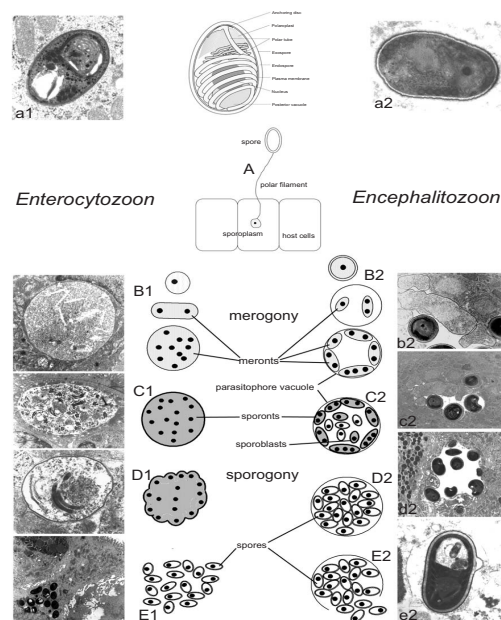 Anchoring disc
Polaroplast
Polar tube
Exospore
Endospore
Plasma membrane
Nucleus
Posterior vacuole
a1
a2
spore
A
polar filament
Enterocytozoon
Encephalitozoon
sporoplasm
host cells
B1
B2
merogony
meronts
b2
parasitophore vacuole
C1
C2
sporonts
c2
sporoblasts
D1
sporogony
D2
d2
spores
E2
E1
e2